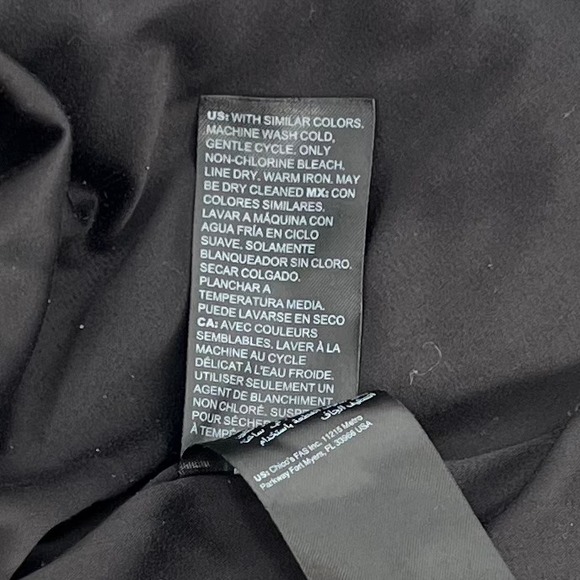 US: WITH SIMILAR COLORS.
MACHINE WASH COLD,
GENTLE CYCLE. ONLY
NON-CHLORINE BLEACH.
LINE DRY. WARM IRON. MAY
BE DRY CLEANED MX: CON
COLORES SIMILARES.
LAVAR A MÁQUINA CON
AGUA FRÍA EN CICLO
SUAVE. SOLAMENTE
BLANQUEADOR SIN CLORO.
SECAR COLGADO.
PLANCHAR A
TEMPERATURA MEDIA.
PUEDE LAVARSE EN SECO
CA: AVEC COULEURS
SEMBLABLES. LAVER À LA
MACHINE AU CYCLE
DÉLICAT À L'EAU FROIDE.
UTILISER SEULEMENT UN
AGENT DE BLANCHIMENT
NON CHLORÉ.
POUR
À
باستخدام
US: Chico's FAS Inc. 11215 Metro
Parkway Fort Myers, FL 33966 USA